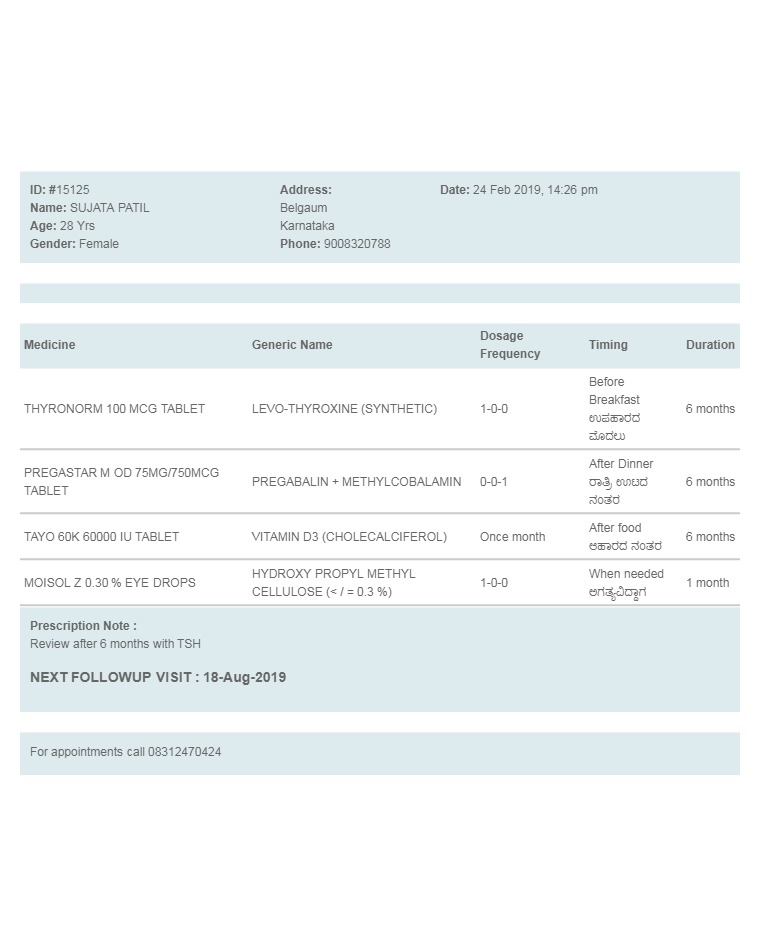 ID: #15125
Name: SUJATA PATIL
Age: 28 Yrs
Gender: Female
Address:
Belgaum
Karnataka
Phone: 9008320788
Date: 24 Feb 2019, 14:26 pm
Medicine Generic Name Dosage Frequency Timing Duration
THYRONORM 100 MCG TABLET
LEVO-THYROXINE (SYNTHETIC)
1-0-0
Before
Breakfast
ಉಪಹಾರದ
ಮೊದಲು
6 months
PREGASTAR M OD 75MG/750MCG
TABLET
PREGABALIN + METHYLCOBALAMIN
0-0-1
After Dinner
ರಾತ್ರಿ ಊಟದ
ನಂತರ
6 months
TAYO 60K 60000 IU TABLET
VITAMIN D3 (CHOLECALCIFEROL)
Once month
After food
ಆಹಾರದ ನಂತರ
6 months
MOISOL Z 0.30 % EYE DROPS
HYDROXY PROPYL METHYL
CELLULOSE (< / = 0.3 %)
1-0-0
When needed
ಅಗತ್ಯವಿದ್ದಾಗ
1 month
Prescription Note :
Review after 6 months with TSH
NEXT FOLLOWUP VISIT : 18-Aug-2019
For appointments call 08312470424